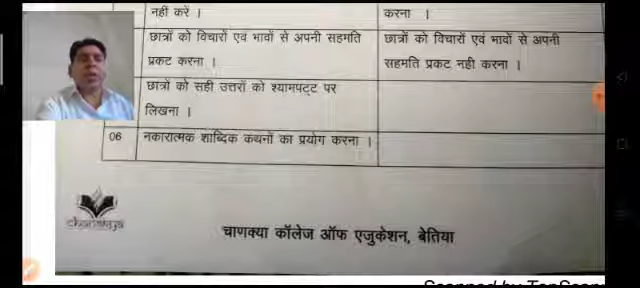 नहीं करें ।
करना ।
छात्रों को विचारों एवं भावों से अपनी सहमति
प्रकट करना ।
छात्रों को विचारों एवं भावों से अपनी
सहमति प्रकट नही करना ।
छात्रों को सही उत्तरों को श्यामपट्ट पर
लिखना ।
06 नकारात्मक शाब्दिक कथनों का प्रयोग करना ।
chanakya
चाणक्या कॉलेज ऑफ एजुकेशन, बेतिया